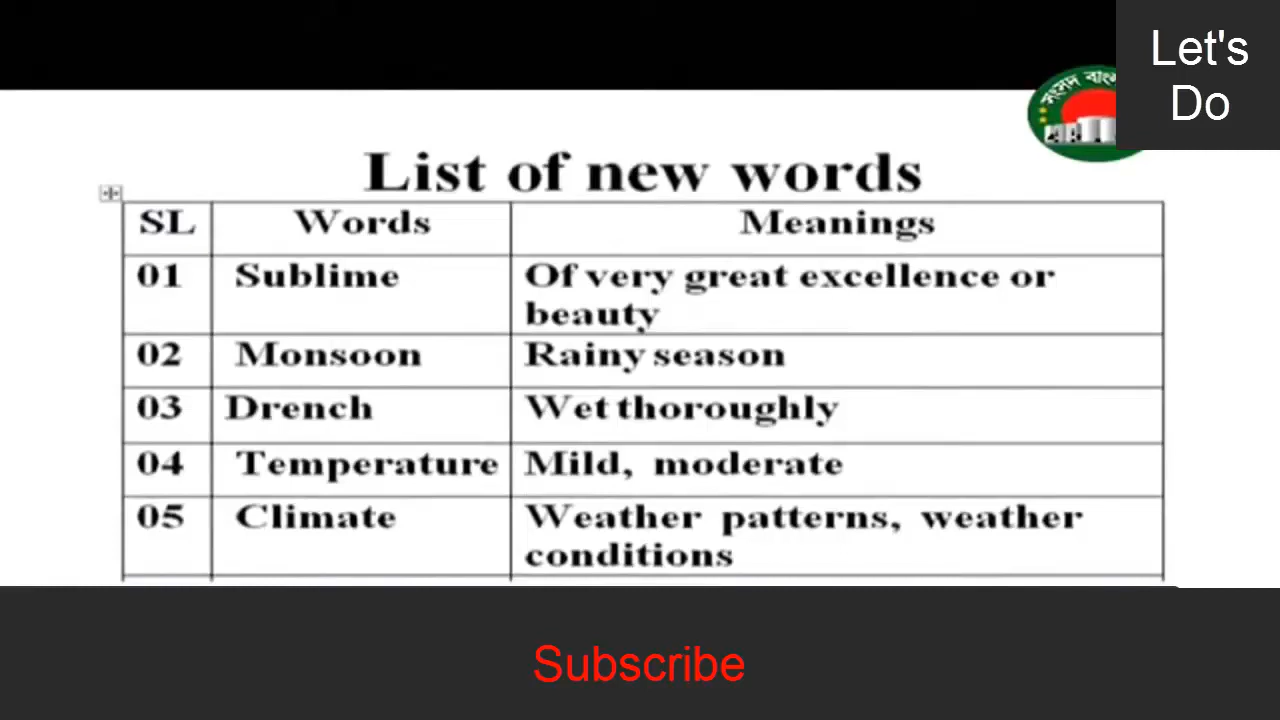 Let's
Do
সংসদ বাং
List of new words
SL Words Meanings
01 Sublime Of very great excellence or
beauty
02 Monsoon Rainy season
03 Drench Wet thoroughly
04 Temperature Mild, moderate
05 Climate Weather patterns, weather
conditions
Subscribe